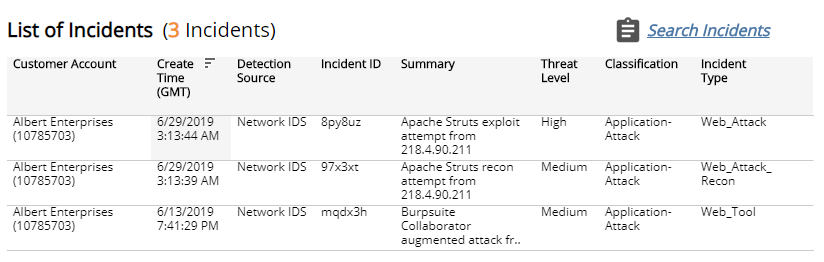 List of Incidents (3 Incidents)
Search Incidents
Customer Account Create Time (GMT) Detection Source Incident ID Summary Threat Level Classification Incident Type
Albert Enterprises (10785703) 6/29/2019 3:13:44 AM Network IDS 8py8uz Apache Struts exploit attempt from 218.4.90.211 High Application-Attack Web_Attack
Albert Enterprises (10785703) 6/29/2019 3:13:39 AM Network IDS 97x3xt Apache Struts recon attempt from 218.4.90.211 Medium Application-Attack Web_Attack_Recon
Albert Enterprises (10785703) 6/13/2019 7:41:29 PM Network IDS mqdx3h Burpsuite Collaborator augmented attack fr.. Medium Application-Attack Web_Tool